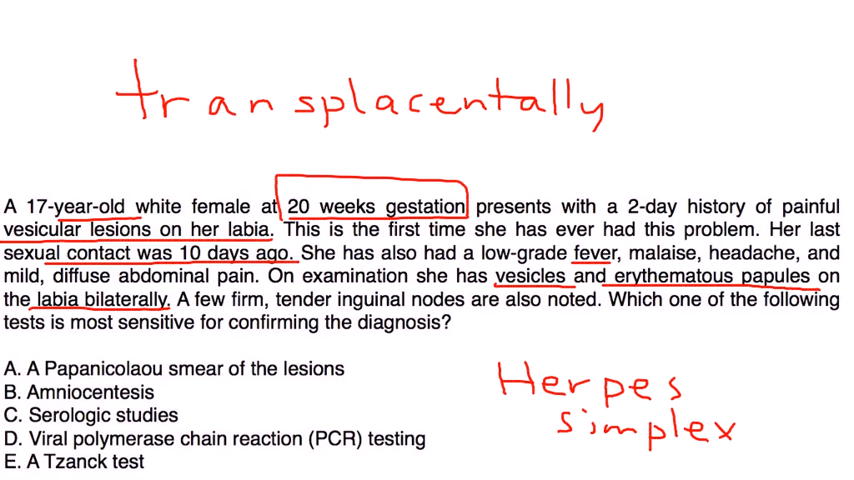 transplacentally
A 17-year-old white female at 20 weeks gestation presents with a 2-day history of painful
vesicular lesions on her labia. This is the first time she has ever had this problem. Her last
sexual contact was 10 days ago. She has also had a low-grade fever, malaise, headache, and
mild, diffuse abdominal pain. On examination she has vesicles and erythematous papules on
the labia bilaterally. A few firm, tender inguinal nodes are also noted. Which one of the following
tests is most sensitive for confirming the diagnosis?
A. A Papanicolaou smear of the lesions
B. Amniocentesis
C. Serologic studies
D. Viral polymerase chain reaction (PCR) testing
E. A Tzanck test
Herpes
simplex